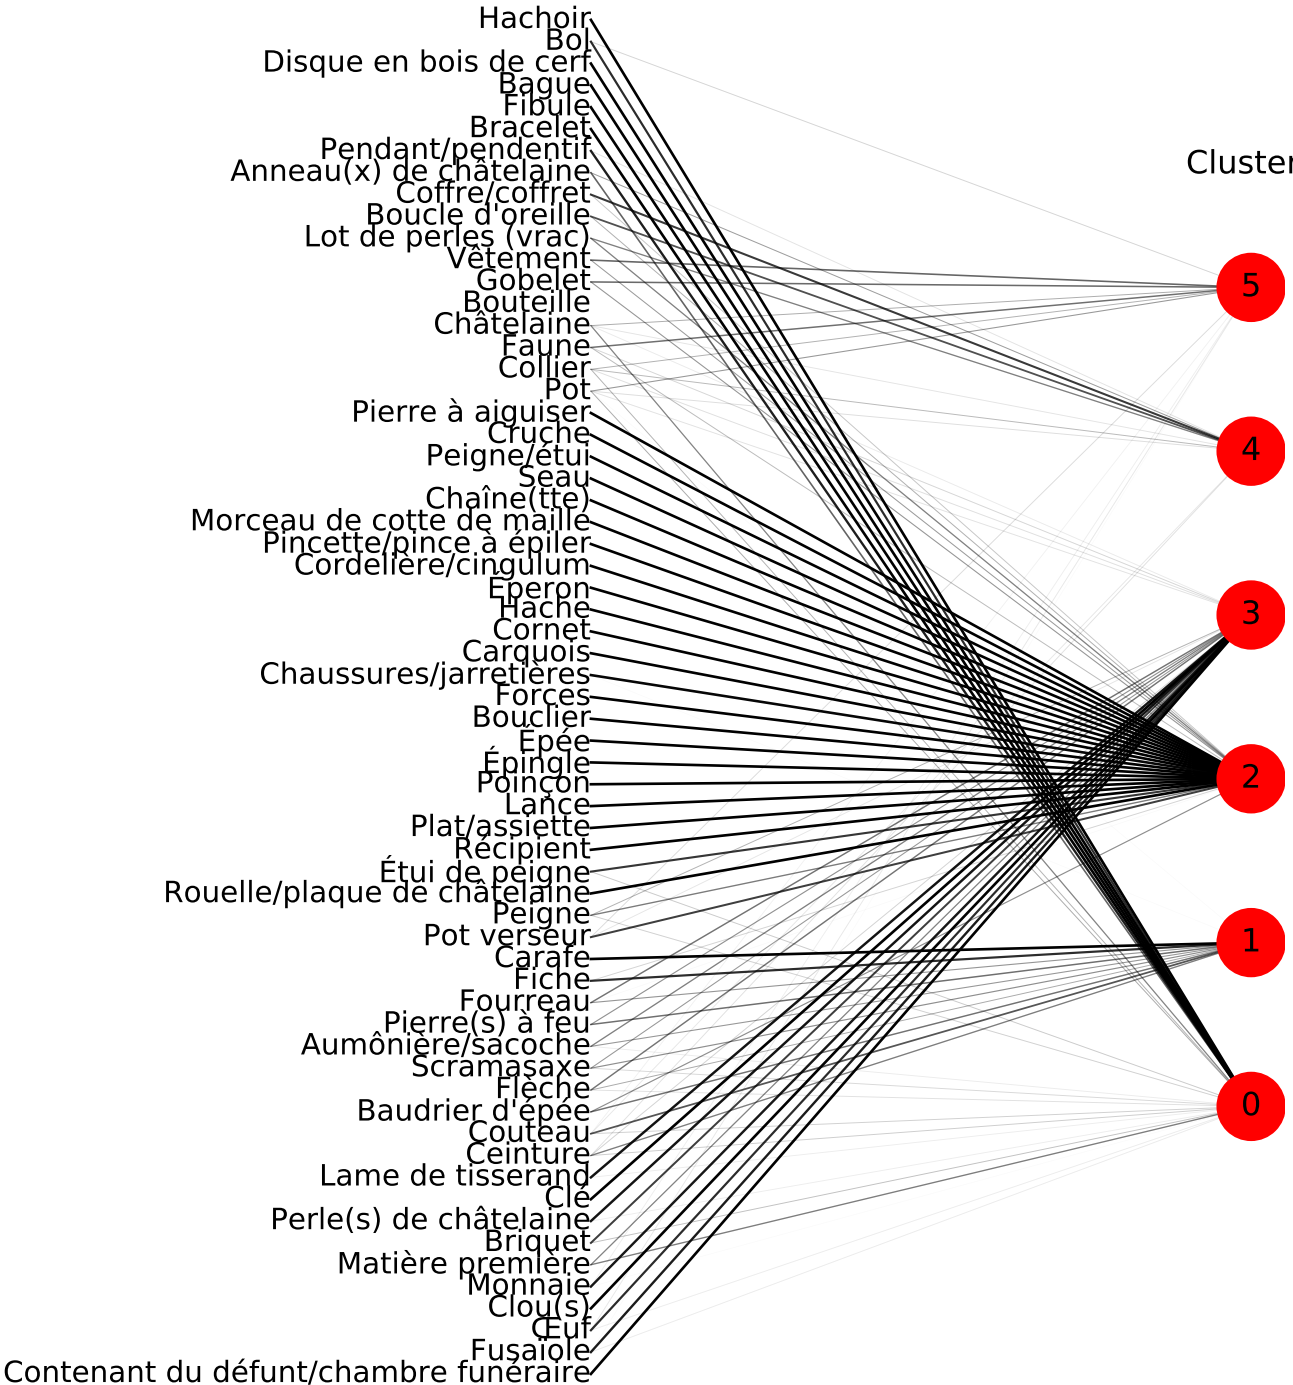 Hachoir
Bol
Disque en bois de cerf
Bague
Fibule
Bracelet
Pendant/pendentif
Anneau(x) de châtelaine
Coffre/coffret
Boucle d'oreille
Lot de perles (vrac)
Vêtement
Gobelet
Bouteille
Châtelaine
Faune
Collier
Pot
Pierre à aiguiser
Cruche
Peigne/étui
Seau
Chaîne(tte)
Morceau de cotte de maille
Pincette/pince à épiler
Cordelière/cingulum
Éperon
Hache
Cornet
Carquois
Chaussures/jarretières
Forces
Bouclier
Épée
Épingle
Poinçon
Lance
Plat/assiette
Récipient
Étui de peigne
Rouelle/plaque de châtelaine
Peigne
Pot verseur
Carafe
Fiche
Fourreau
Pierre(s) à feu
Aumônière/sacoche
Scramasaxe
Flèche
Baudrier d'épée
Couteau
Ceinture
Lame de tisserand
Clé
Perle(s) de châtelaine
Briquet
Matière première
Monnaie
Clou(s)
Œuf
Fusaïole
Contenant du défunt/chambre funéraire
Cluster
5
4
3
2
1
0